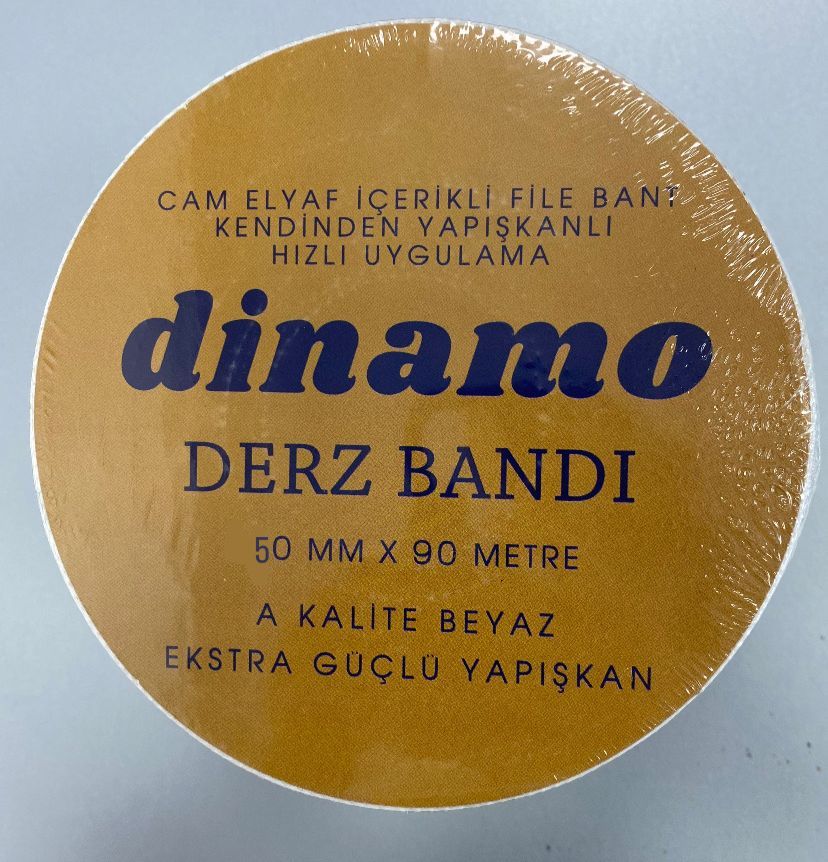 CAM ELYAF İÇERİKLİ FİLE BANT
KENDİNDEN YAPIŞKANLI
HIZLI UYGULAMA
dinamo
DERZ BANDI
50 MM X 90 METRE
A KALİTE BEYAZ
EKSTRA GÜÇLÜ YAPIŞKAN